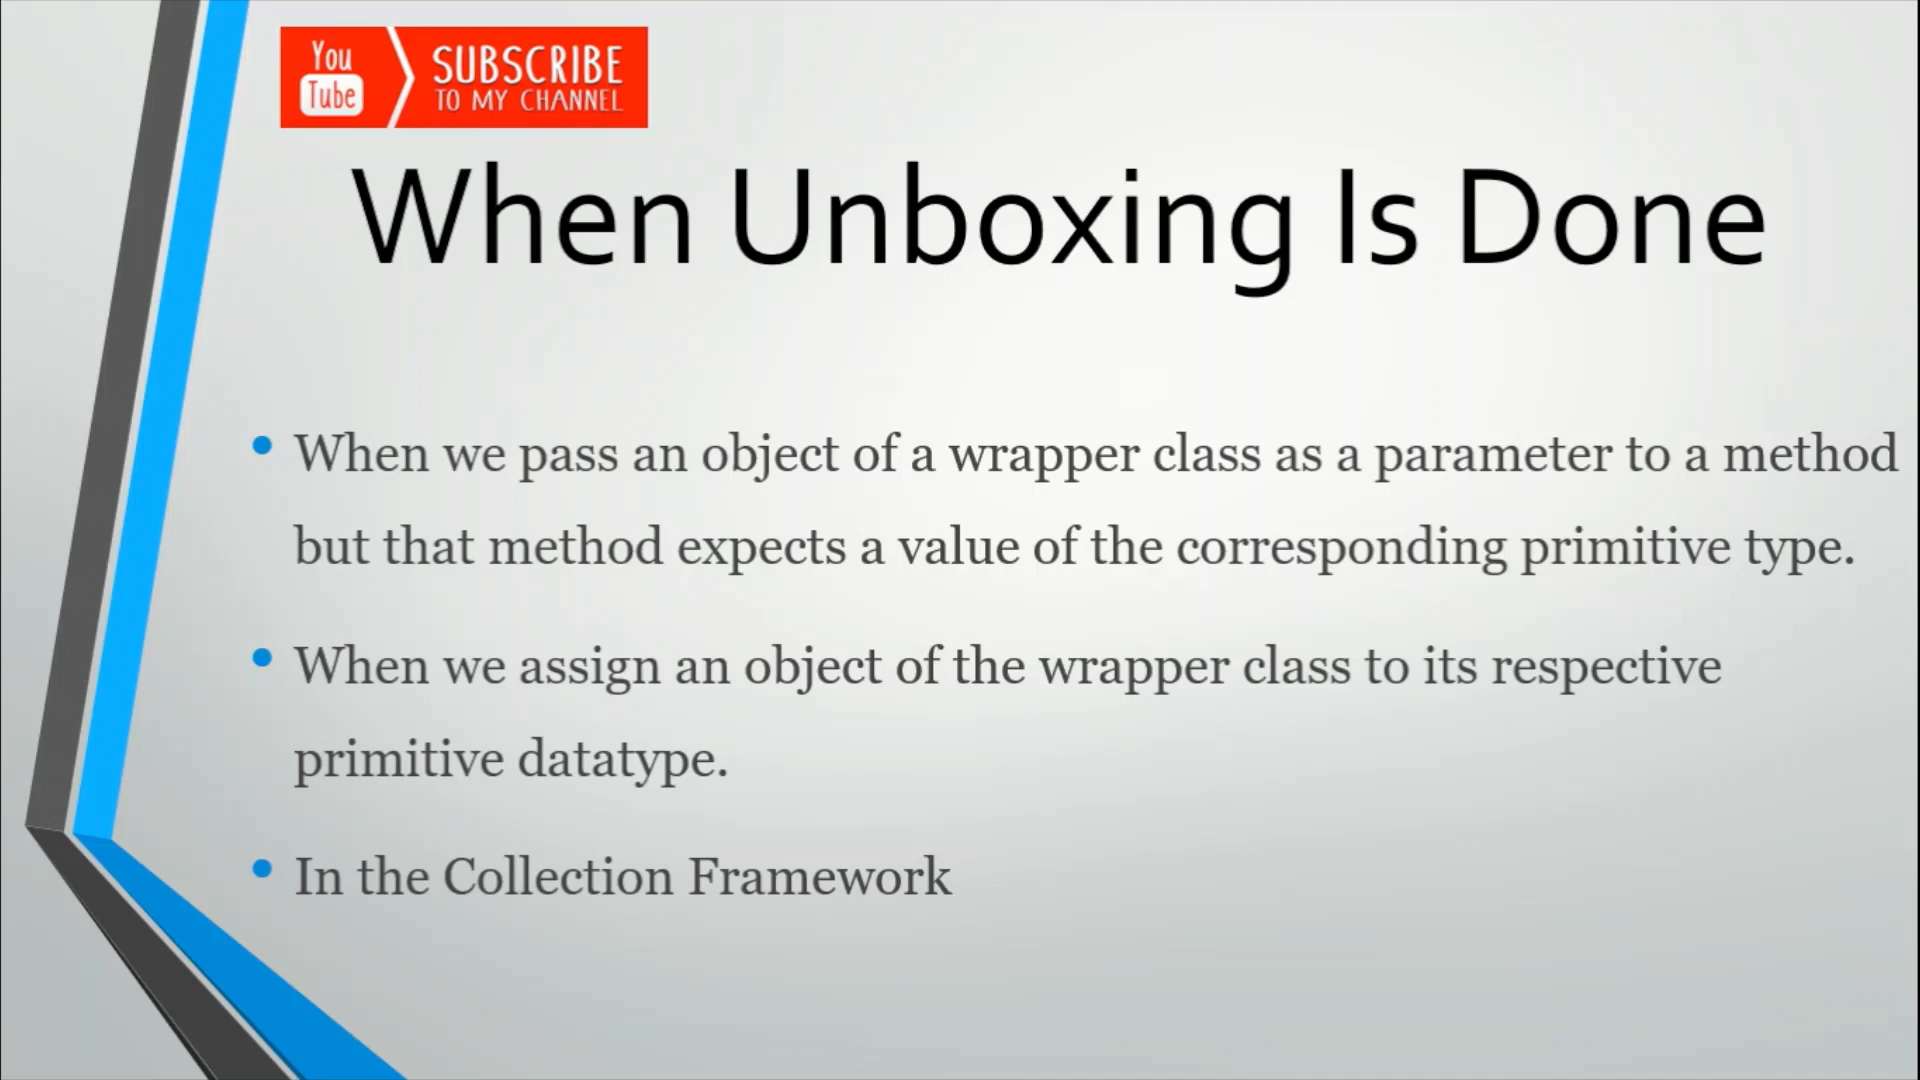 You
Tube
SUBSCRIBE
TO MY CHANNEL
When Unboxing Is Done
• When we pass an object of a wrapper class as a parameter to a method
but that method expects a value of the corresponding primitive type.
• When we assign an object of the wrapper class to its respective
primitive datatype.
• In the Collection Framework